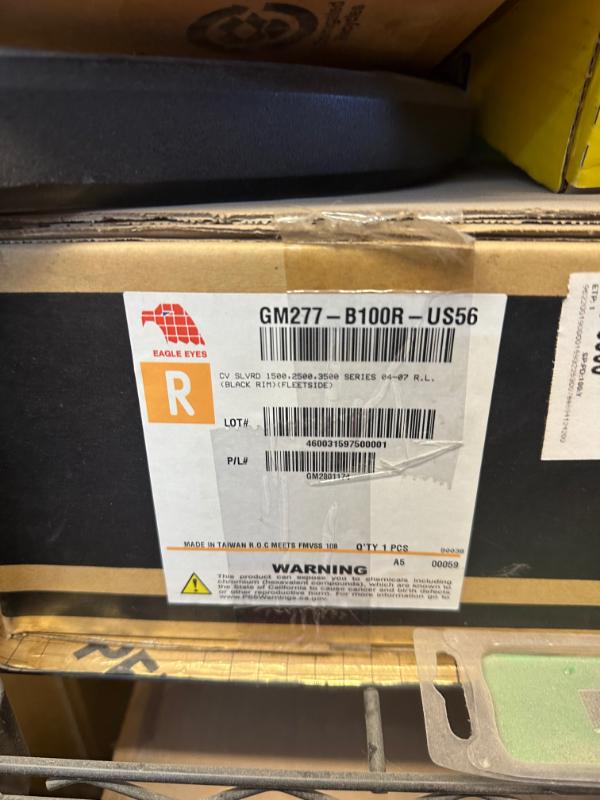 GM277-B100R-US56
EAGLE EYES
R
CV SLVRD 1500.2500.3500 SERIES 04-07 R.L.
(BLACK RIM)(FLEETSIDE)
LOT#
460031597500001
P/L#
GM2801174
MADE IN TAIWAN R.O.C MEETS FMVSS 108 Q'TY 1 PCS 00038
A5 00059
WARNING
This product can expose you to chemicals including
chromium (hexavalent compounds), which are known to
the State of California to cause cancer and birth defects
or other reproductive harm. For more information go to
www.P65Warnings.ca.gov.